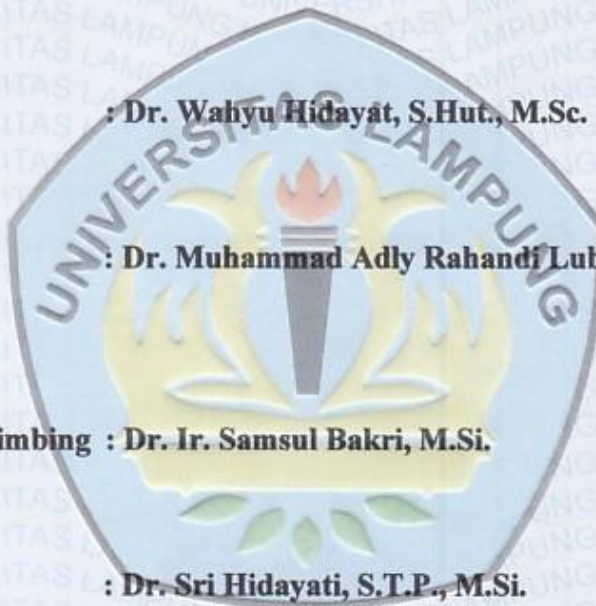 : Dr. Wahyu Hidayat, S.Hut., M.Sc.
UNIVERSITAS LAMPUNG
: Dr. Muhammad Adly Rahandi Lub
imbing : Dr. Ir. Samsul Bakri, M.Si.
: Dr. Sri Hidayati, S.T.P., M.Si.